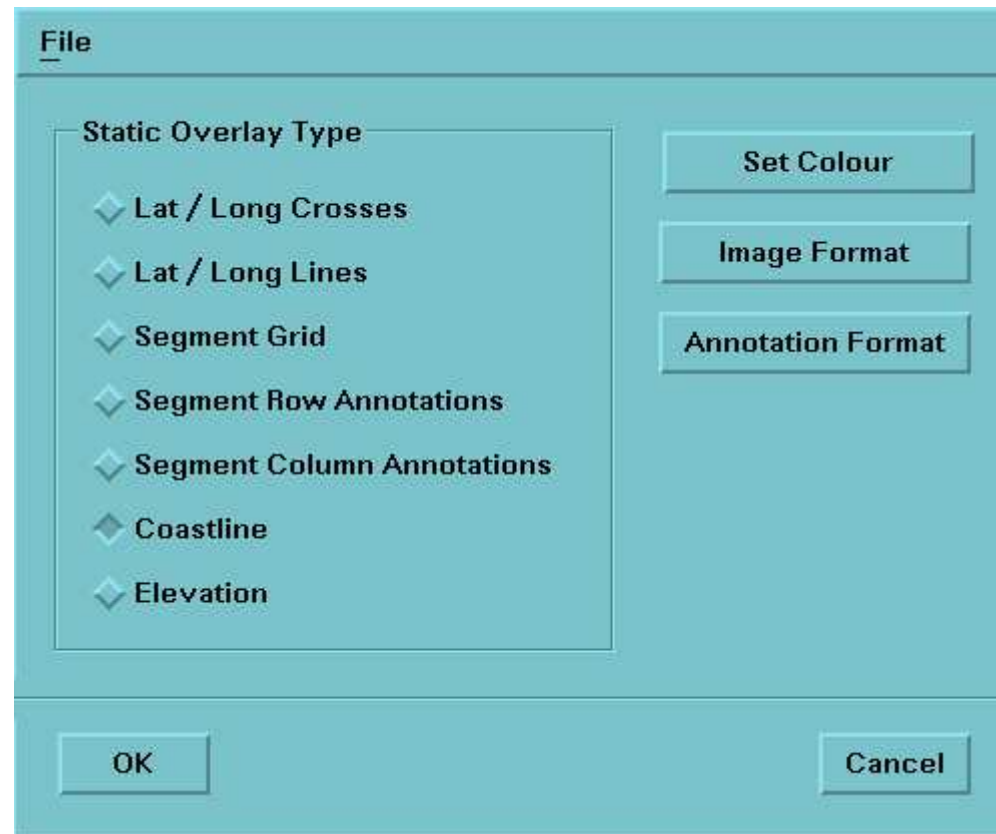 File
Static Overlay Type
Lat / Long Crosses
Lat / Long Lines
Segment Grid
Segment Row Annotations
Segment Column Annotations
Coastline
Elevation
Set Colour
Image Format
Annotation Format
OK
Cancel